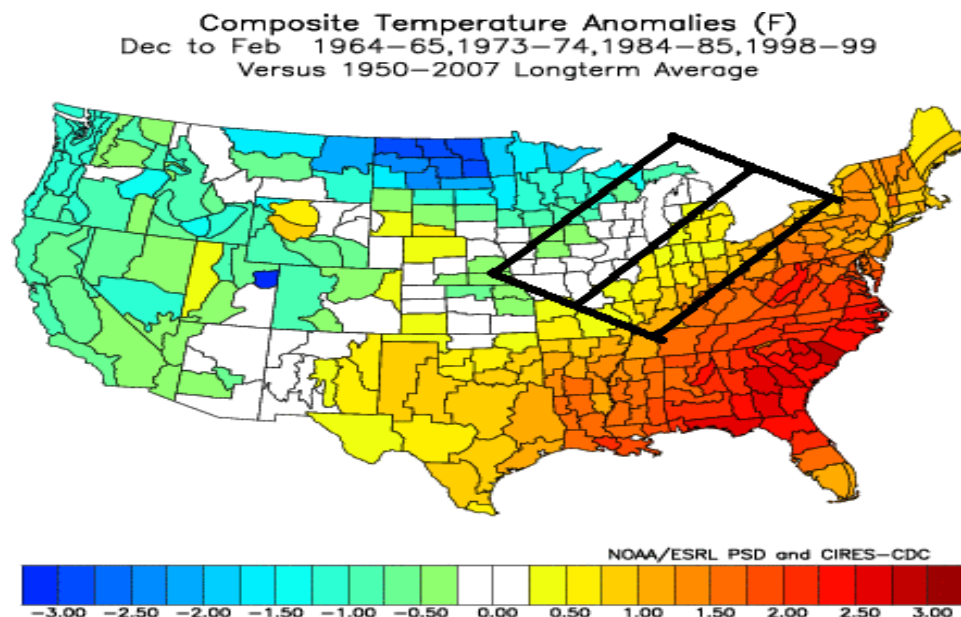 Composite Temperature Anomalies (F)
Dec to Feb 1964-65,1973-74,1984-85,1998-99
Versus 1950-2007 Longterm Average
NOAA/ESRL PSD and CIRES-CDC
-3.00 -2.50 -2.00 -1.50 -1.00 -0.50 0.00 0.50 1.00 1.50 2.00 2.50 3.00